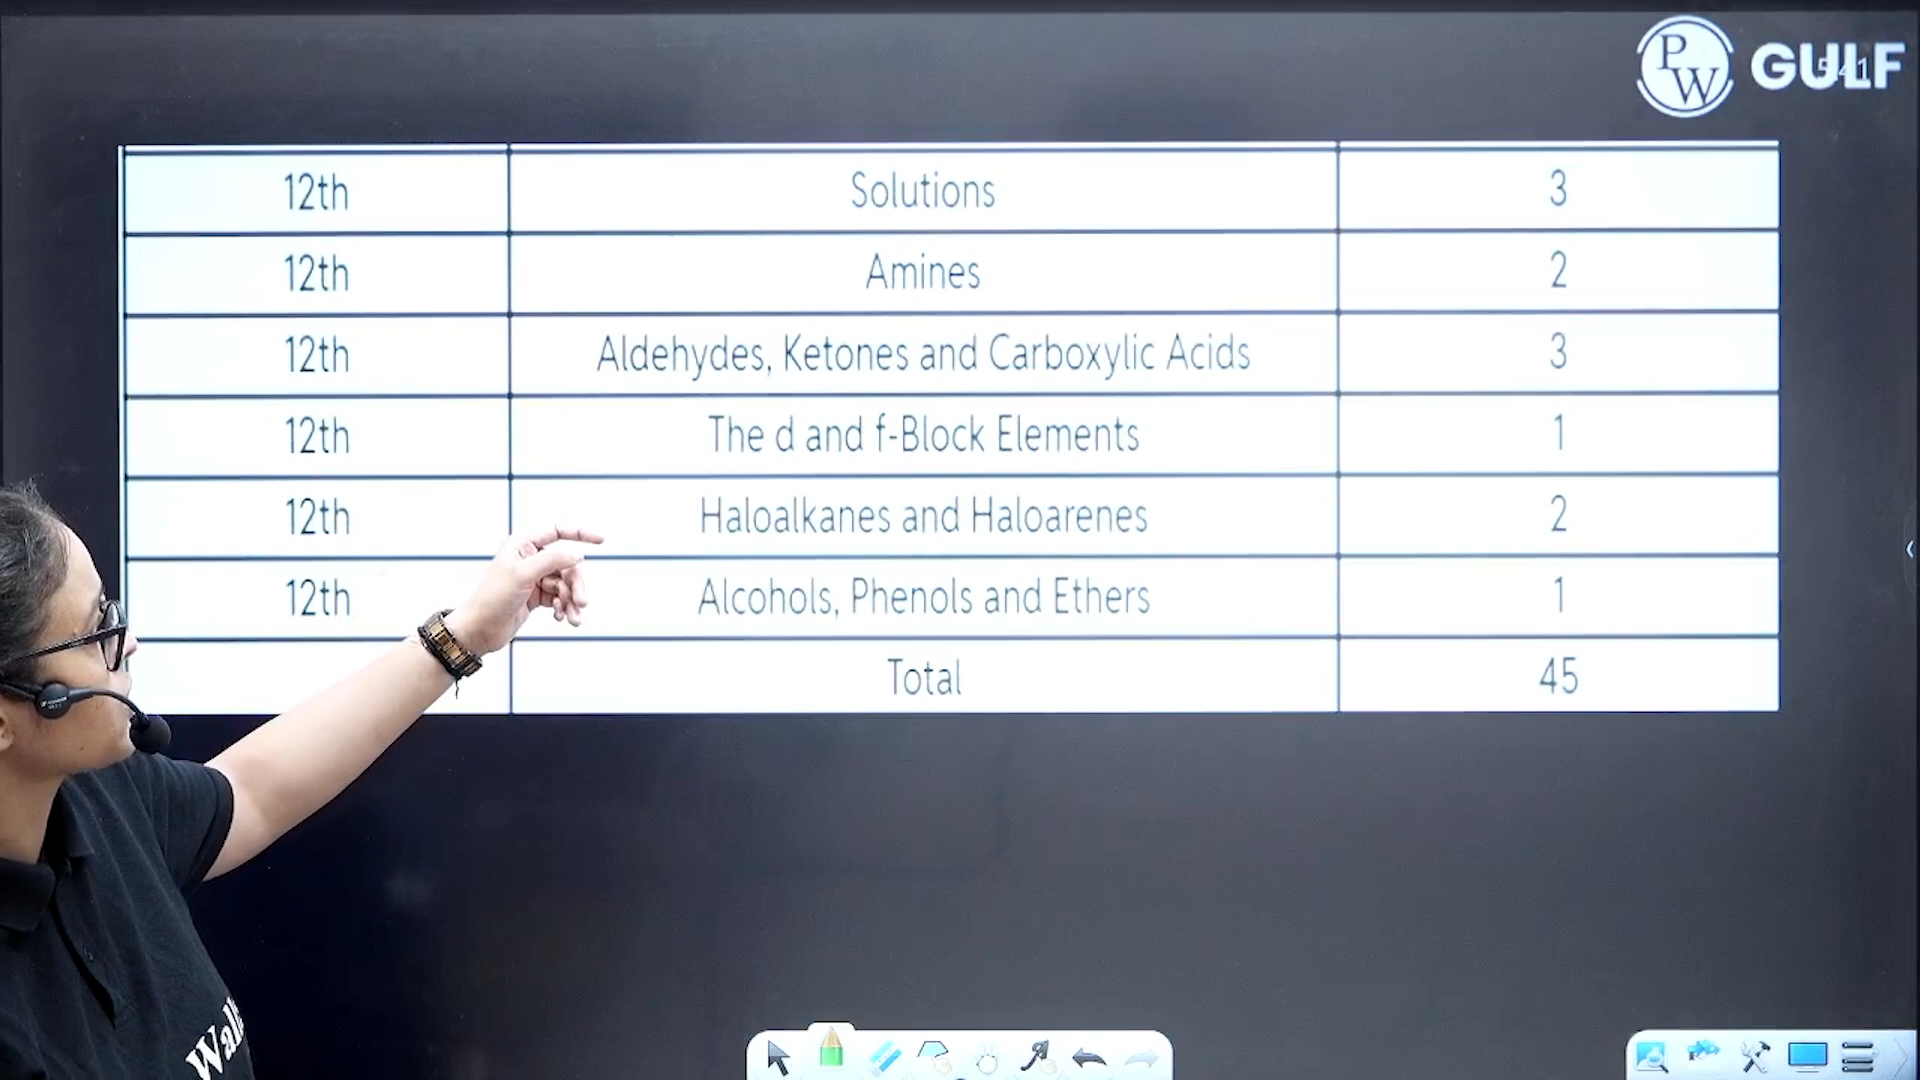 PW GULF
12th Solutions 3
12th Amines 2
12th Aldehydes, Ketones and Carboxylic Acids 3
12th The d and f-Block Elements 1
12th Haloalkanes and Haloarenes 2
12th Alcohols, Phenols and Ethers 1
Total 45